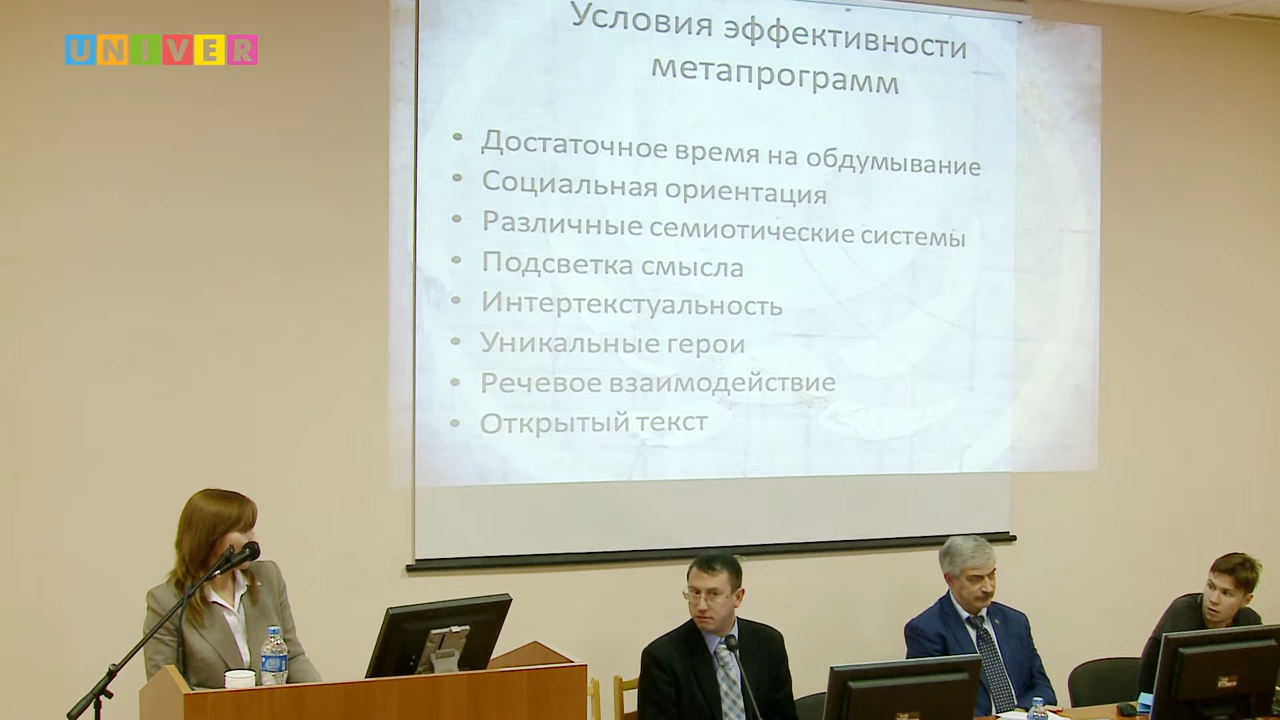 UNIVER
Условия эффективности
метапрограмм
• Достаточное время на обдумывание
• Социальная ориентация
• Различные семиотические системы
• Подсветка смысла
• Интертекстуальность
• Уникальные герои
• Речевое взаимодействие
• Открытый текст